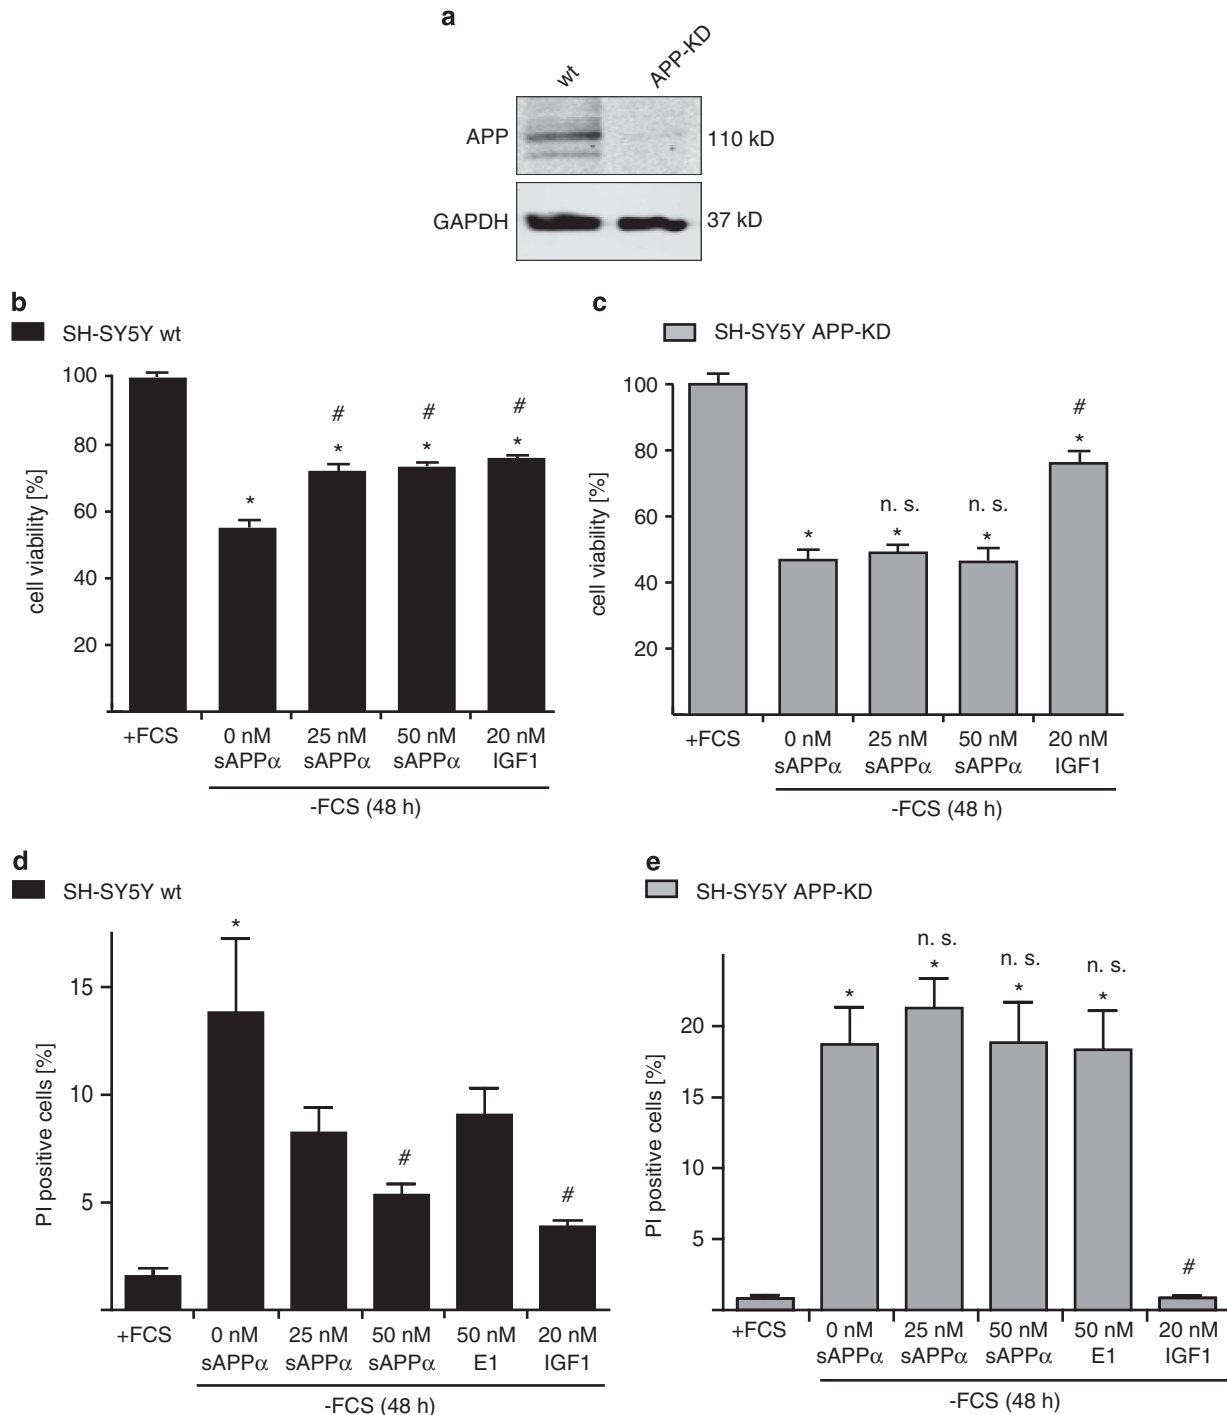 a
wt APP-KD
APP 110 kD
GAPDH 37 kD
b
SH-SY5Y wt
cell viability [%]
100
80
60
40
20
*
# *
# *
# *
+FCS 0 nM 25 nM 50 nM 20 nM
sAPPα sAPPα sAPPα IGF1
-FCS (48 h)
c
SH-SY5Y APP-KD
cell viability [%]
100
80
60
40
20
*
n. s. *
n. s. *
# *
+FCS 0 nM 25 nM 50 nM 20 nM
sAPPα sAPPα sAPPα IGF1
-FCS (48 h)
d
SH-SY5Y wt
PI positive cells [%]
15
10
5
*
#
#
+FCS 0 nM 25 nM 50 nM 50 nM 20 nM
sAPPα sAPPα sAPPα E1 IGF1
-FCS (48 h)
e
SH-SY5Y APP-KD
PI positive cells [%]
20
15
10
5
*
n. s. *
n. s. *
n. s. *
#
+FCS 0 nM 25 nM 50 nM 50 nM 20 nM
sAPPα sAPPα sAPPα E1 IGF1
-FCS (48 h)